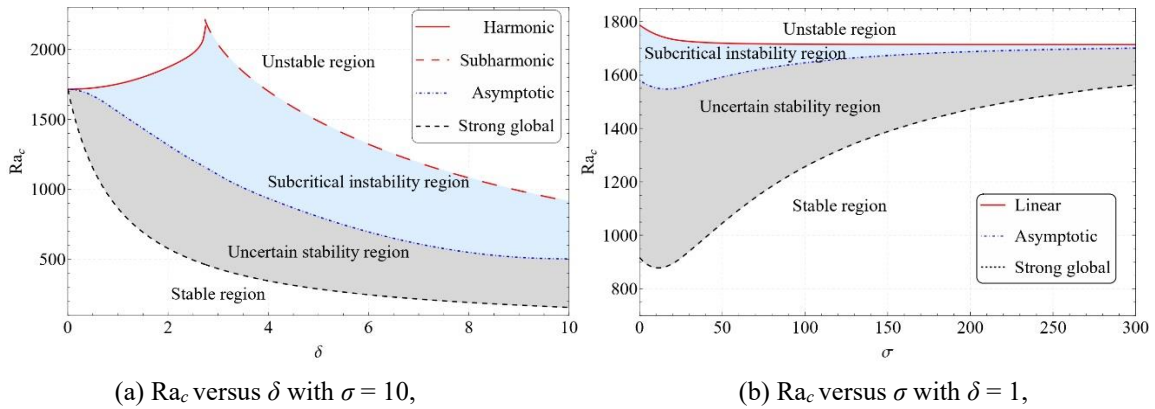 2000
1500
1000
500
Ra_c
Harmonic
Subharmonic
Asymptotic
Strong global
Unstable region
Subcritical instability region
Uncertain stability region
Stable region
0 2 4 6 8 10
δ
(a) Ra_c versus δ with σ = 10,
1800
1600
1400
1200
1000
800
Ra_c
Unstable region
Subcritical instability region
Uncertain stability region
Stable region
Linear
Asymptotic
Strong global
0 50 100 150 200 250 300
σ
(b) Ra_c versus σ with δ = 1,